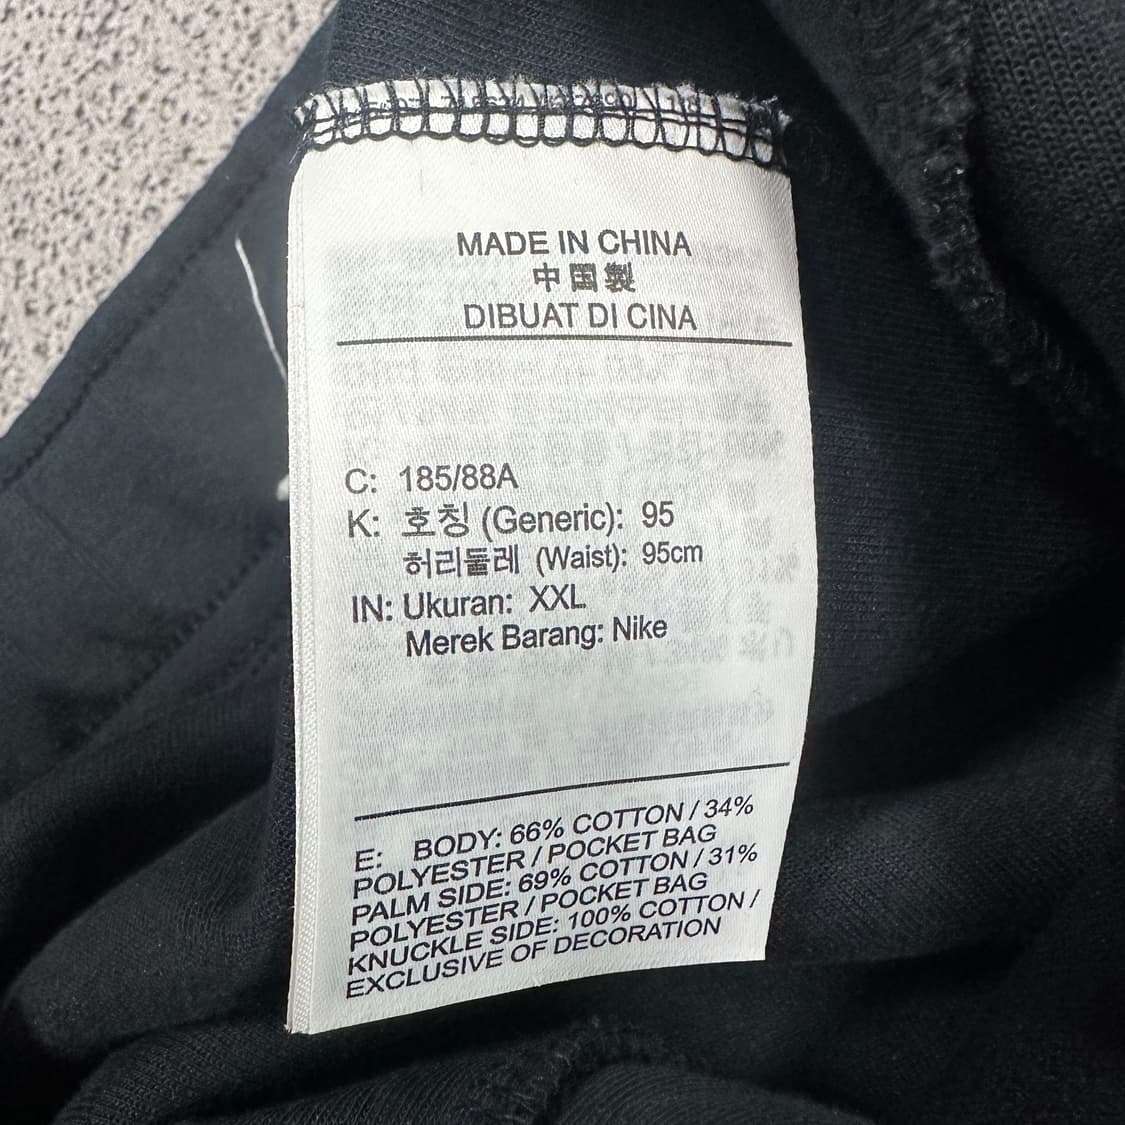 MADE IN CHINA
中国製
DIBUAT DI CINA
C: 185/88A
K: 호칭 (Generic): 95
허리둘레 (Waist): 95cm
IN: Ukuran: XXL
Merek Barang: Nike
E: BODY: 66% COTTON / 34%
POLYESTER / POCKET BAG
PALM SIDE: 69% COTTON / 31%
POLYESTER / POCKET BAG
KNUCKLE SIDE: 100% COTTON /
EXCLUSIVE OF DECORATION